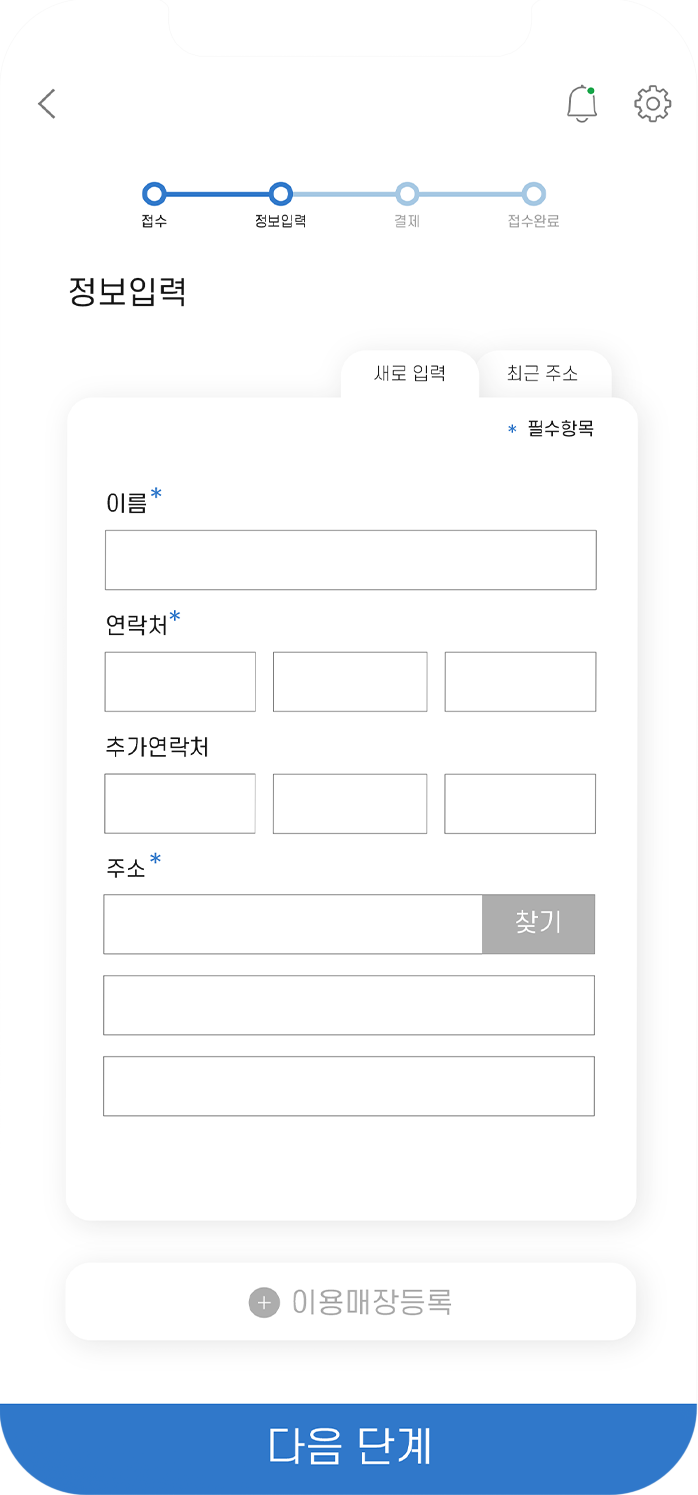 접수 정보입력 결제 접수완료
정보입력
새로 입력 최근 주소
* 필수항목
이름*
연락처*
추가연락처
주소*
찾기
이용매장등록
다음 단계